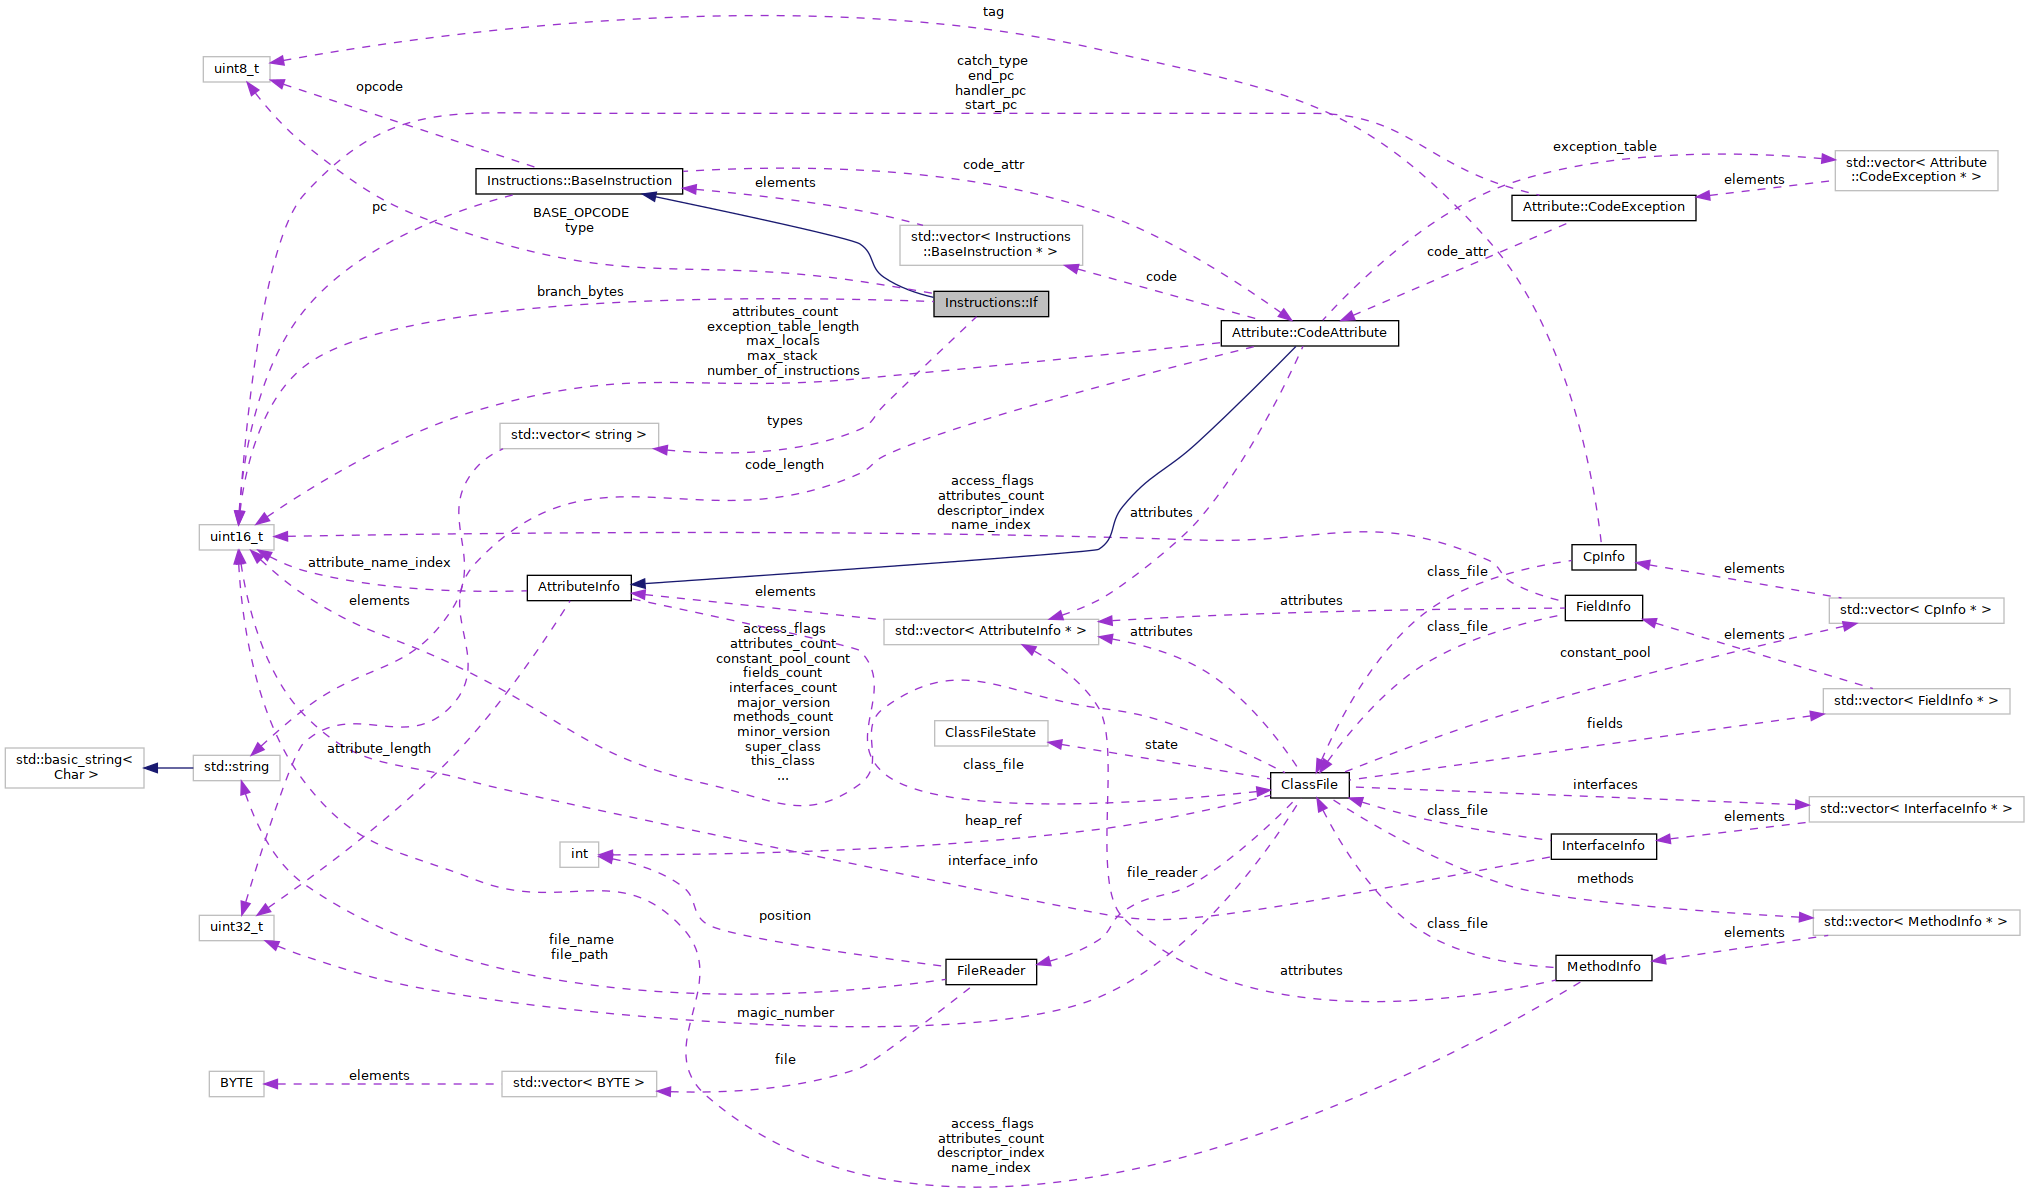 tag
uint8_t
catch_type
end_pc
handler_pc
start_pc
opcode
exception_table
std::vector< Attribute
::CodeException * >
code_attr
Instructions::BaseInstruction
elements
elements
Attribute::CodeException
pc
BASE_OPCODE
type
std::vector< Instructions
::BaseInstruction * >
code_attr
code
branch_bytes
Instructions::If
attributes_count
exception_table_length
max_locals
max_stack
number_of_instructions
Attribute::CodeAttribute
types
std::vector< string >
code_length
access_flags
attributes_count
descriptor_index
name_index
attributes
uint16_t
CpInfo
attribute_name_index
class_file
elements
AttributeInfo
elements
elements
attributes
FieldInfo
std::vector< CpInfo * >
access_flags
attributes_count
constant_pool_count
fields_count
interfaces_count
major_version
methods_count
minor_version
super_class
this_class
...
std::vector< AttributeInfo * >
attributes
class_file
elements
constant_pool
std::vector< FieldInfo * >
fields
ClassFileState
state
attribute_length
std::basic_string<
Char >
std::string
class_file
ClassFile
interfaces
std::vector< InterfaceInfo * >
class_file
elements
heap_ref
int
interface_info
InterfaceInfo
file_reader
methods
position
uint32_t
class_file
std::vector< MethodInfo * >
elements
file_name
file_path
FileReader
attributes
MethodInfo
magic_number
file
BYTE
elements
std::vector< BYTE >
access_flags
attributes_count
descriptor_index
name_index